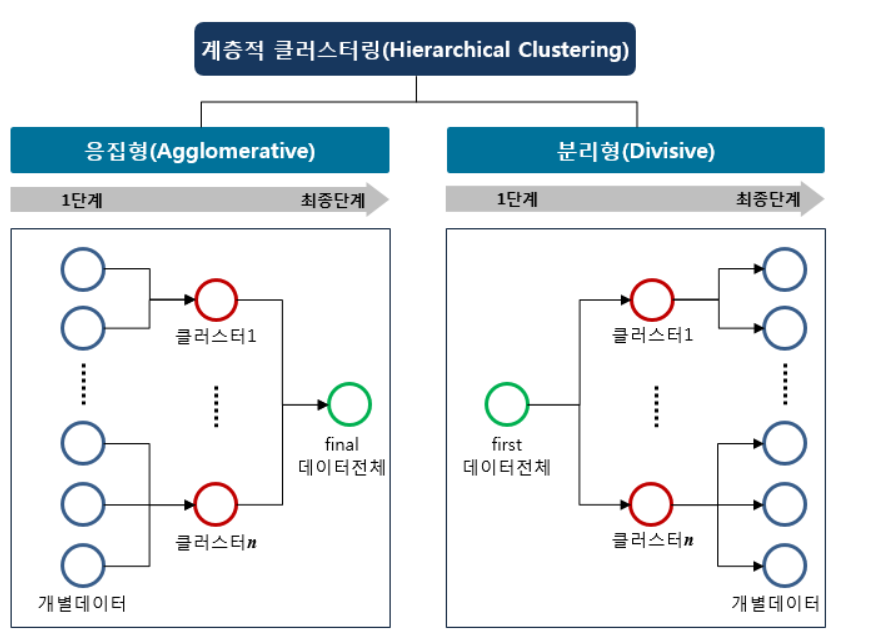 계층적 클러스터링(Hierarchical Clustering)
응집형(Agglomerative)
1단계 최종단계
클러스터1
final
데이터전체
클러스터n
개별데이터
분리형(Divisive)
1단계 최종단계
클러스터1
first
데이터전체
클러스터n
개별데이터